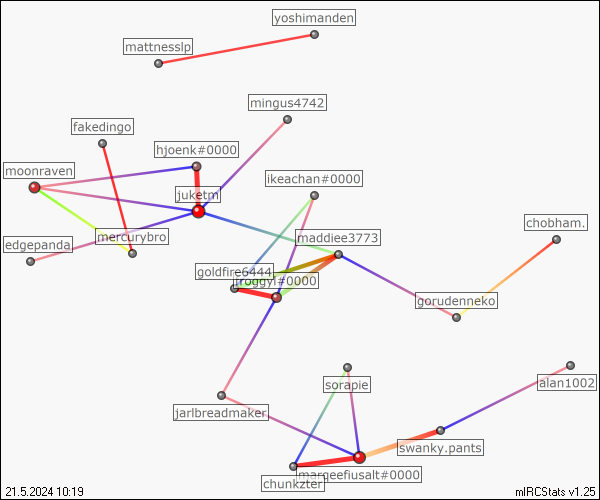 yoshimanden
mattnesslp
mingus4742
fakedingo
hjoenk#0000
moonraven
ikeachan#0000
juketm
chobham.
mercurybro
maddiee3773
edgepanda
goldfire6444
froggyl#0000
gorudenneko
sorapie
alan1002
jarlbreadmaker
swanky.pants
margeefiusalt#0000
chunkzter
21.5.2024 10:19
mIRCStats v1.25